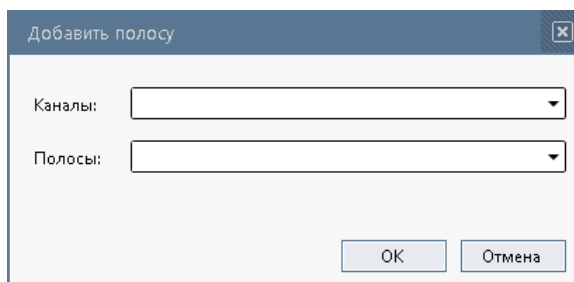 Добавить полосу
Каналы:
Полосы:
OK
Отмена